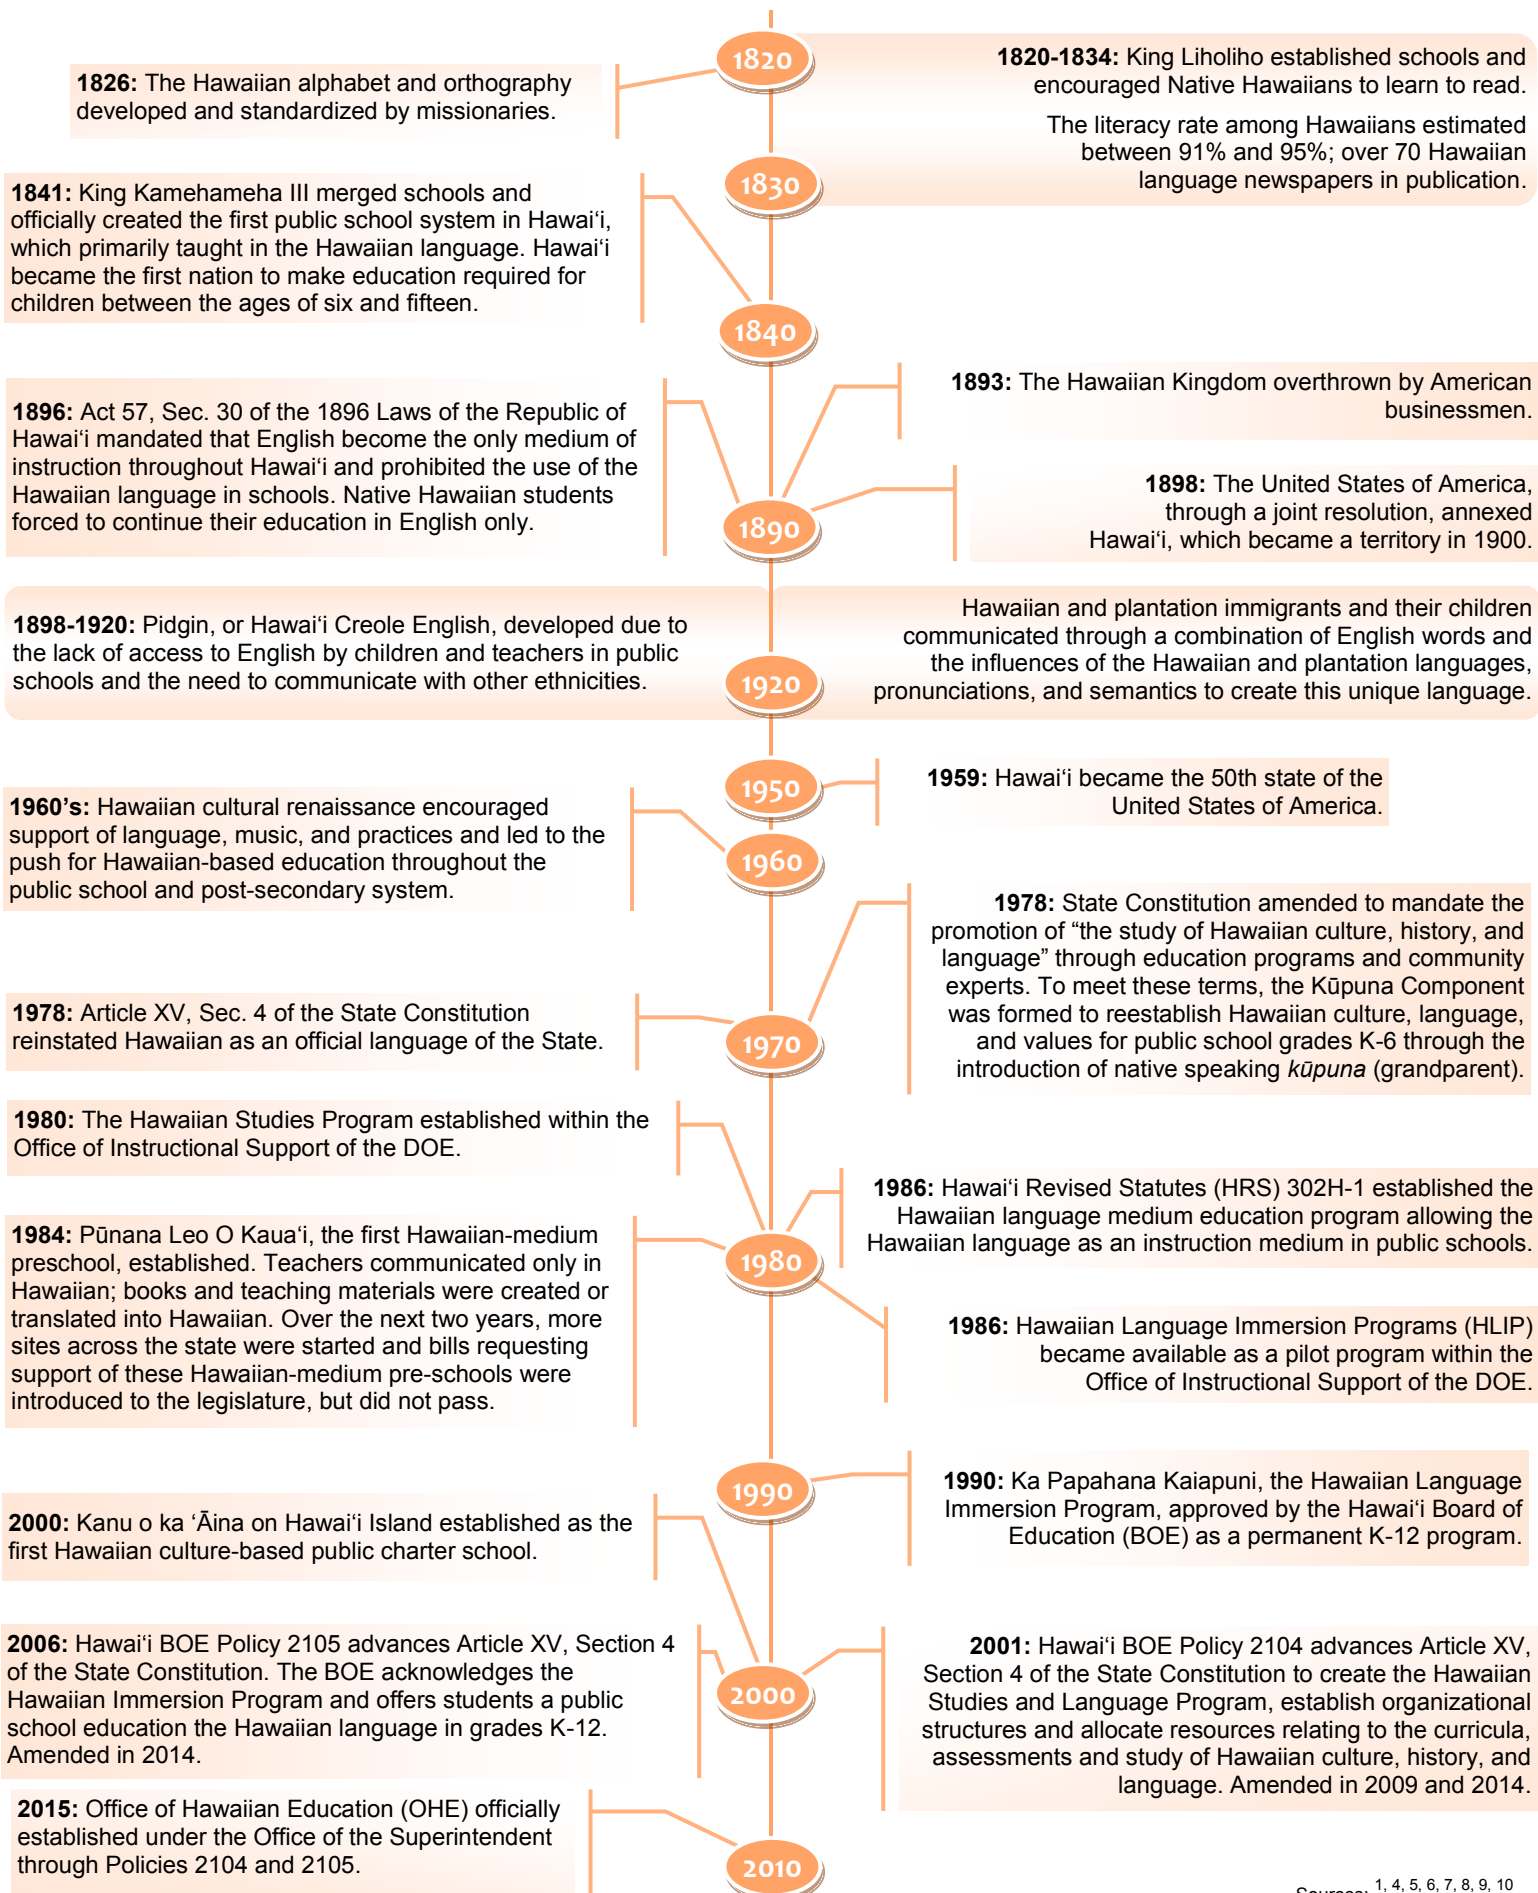 1820
1820-1834: King Liholiho established schools and
encouraged Native Hawaiians to learn to read.
The literacy rate among Hawaiians estimated
between 91% and 95%; over 70 Hawaiian
language newspapers in publication.
1826: The Hawaiian alphabet and orthography
developed and standardized by missionaries.
1830
1841: King Kamehameha III merged schools and
officially created the first public school system in Hawai‘i,
which primarily taught in the Hawaiian language. Hawai‘i
became the first nation to make education required for
children between the ages of six and fifteen.
1840
1893: The Hawaiian Kingdom overthrown by American
businessmen.
1896: Act 57, Sec. 30 of the 1896 Laws of the Republic of
Hawai‘i mandated that English become the only medium of
instruction throughout Hawai‘i and prohibited the use of the
Hawaiian language in schools. Native Hawaiian students
forced to continue their education in English only.
1890
1898: The United States of America,
through a joint resolution, annexed
Hawai‘i, which became a territory in 1900.
1898-1920: Pidgin, or Hawai‘i Creole English, developed due to
the lack of access to English by children and teachers in public
schools and the need to communicate with other ethnicities.
1920
Hawaiian and plantation immigrants and their children
communicated through a combination of English words and
the influences of the Hawaiian and plantation languages,
pronunciations, and semantics to create this unique language.
1950
1959: Hawai‘i became the 50th state of the
United States of America.
1960's: Hawaiian cultural renaissance encouraged
support of language, music, and practices and led to the
push for Hawaiian-based education throughout the
public school and post-secondary system.
1960
1978: State Constitution amended to mandate the
promotion of “the study of Hawaiian culture, history, and
language” through education programs and community
experts. To meet these terms, the Kūpuna Component
was formed to reestablish Hawaiian culture, language,
and values for public school grades K-6 through the
introduction of native speaking kūpuna (grandparent).
1978: Article XV, Sec. 4 of the State Constitution
reinstated Hawaiian as an official language of the State.
1970
1980: The Hawaiian Studies Program established within the
Office of Instructional Support of the DOE.
1986: Hawai‘i Revised Statutes (HRS) 302H-1 established the
Hawaiian language medium education program allowing the
Hawaiian language as an instruction medium in public schools.
1984: Pūnana Leo O Kaua‘i, the first Hawaiian-medium
preschool, established. Teachers communicated only in
Hawaiian; books and teaching materials were created or
translated into Hawaiian. Over the next two years, more
sites across the state were started and bills requesting
support of these Hawaiian-medium pre-schools were
introduced to the legislature, but did not pass.
1980
1986: Hawaiian Language Immersion Programs (HLIP)
became available as a pilot program within the
Office of Instructional Support of the DOE.
1990
1990: Ka Papahana Kaiapuni, the Hawaiian Language
Immersion Program, approved by the Hawai‘i Board of
Education (BOE) as a permanent K-12 program.
2000: Kanu o ka ‘Āina on Hawai‘i Island established as the
first Hawaiian culture-based public charter school.
2006: Hawai‘i BOE Policy 2105 advances Article XV, Section 4
of the State Constitution. The BOE acknowledges the
Hawaiian Immersion Program and offers students a public
school education the Hawaiian language in grades K-12.
Amended in 2014.
2000
2001: Hawai‘i BOE Policy 2104 advances Article XV,
Section 4 of the State Constitution to create the Hawaiian
Studies and Language Program, establish organizational
structures and allocate resources relating to the curricula,
assessments and study of Hawaiian culture, history, and
language. Amended in 2009 and 2014.
2015: Office of Hawaiian Education (OHE) officially
established under the Office of the Superintendent
through Policies 2104 and 2105.
2010
Sources: 1, 4, 5, 6, 7, 8, 9, 10